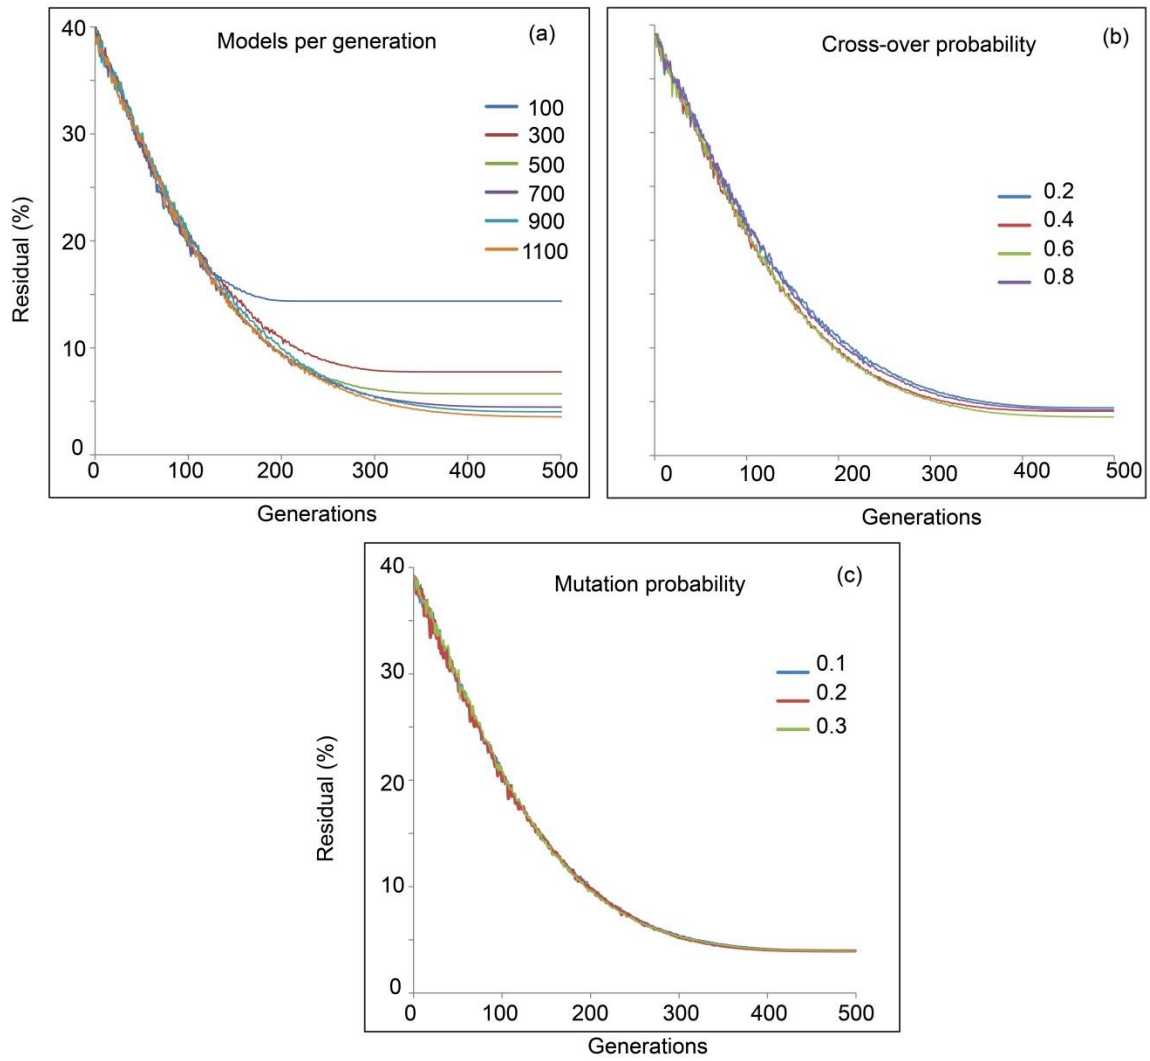 Models per generation
(a)
40
30
20
10
0
Residual (%)
100
300
500
700
900
1100
0 100 200 300 400 500
Generations
Cross-over probability
(b)
0.2
0.4
0.6
0.8
0 100 200 300 400 500
Generations
Mutation probability
(c)
40
30
20
10
0
Residual (%)
0.1
0.2
0.3
0 100 200 300 400 500
Generations